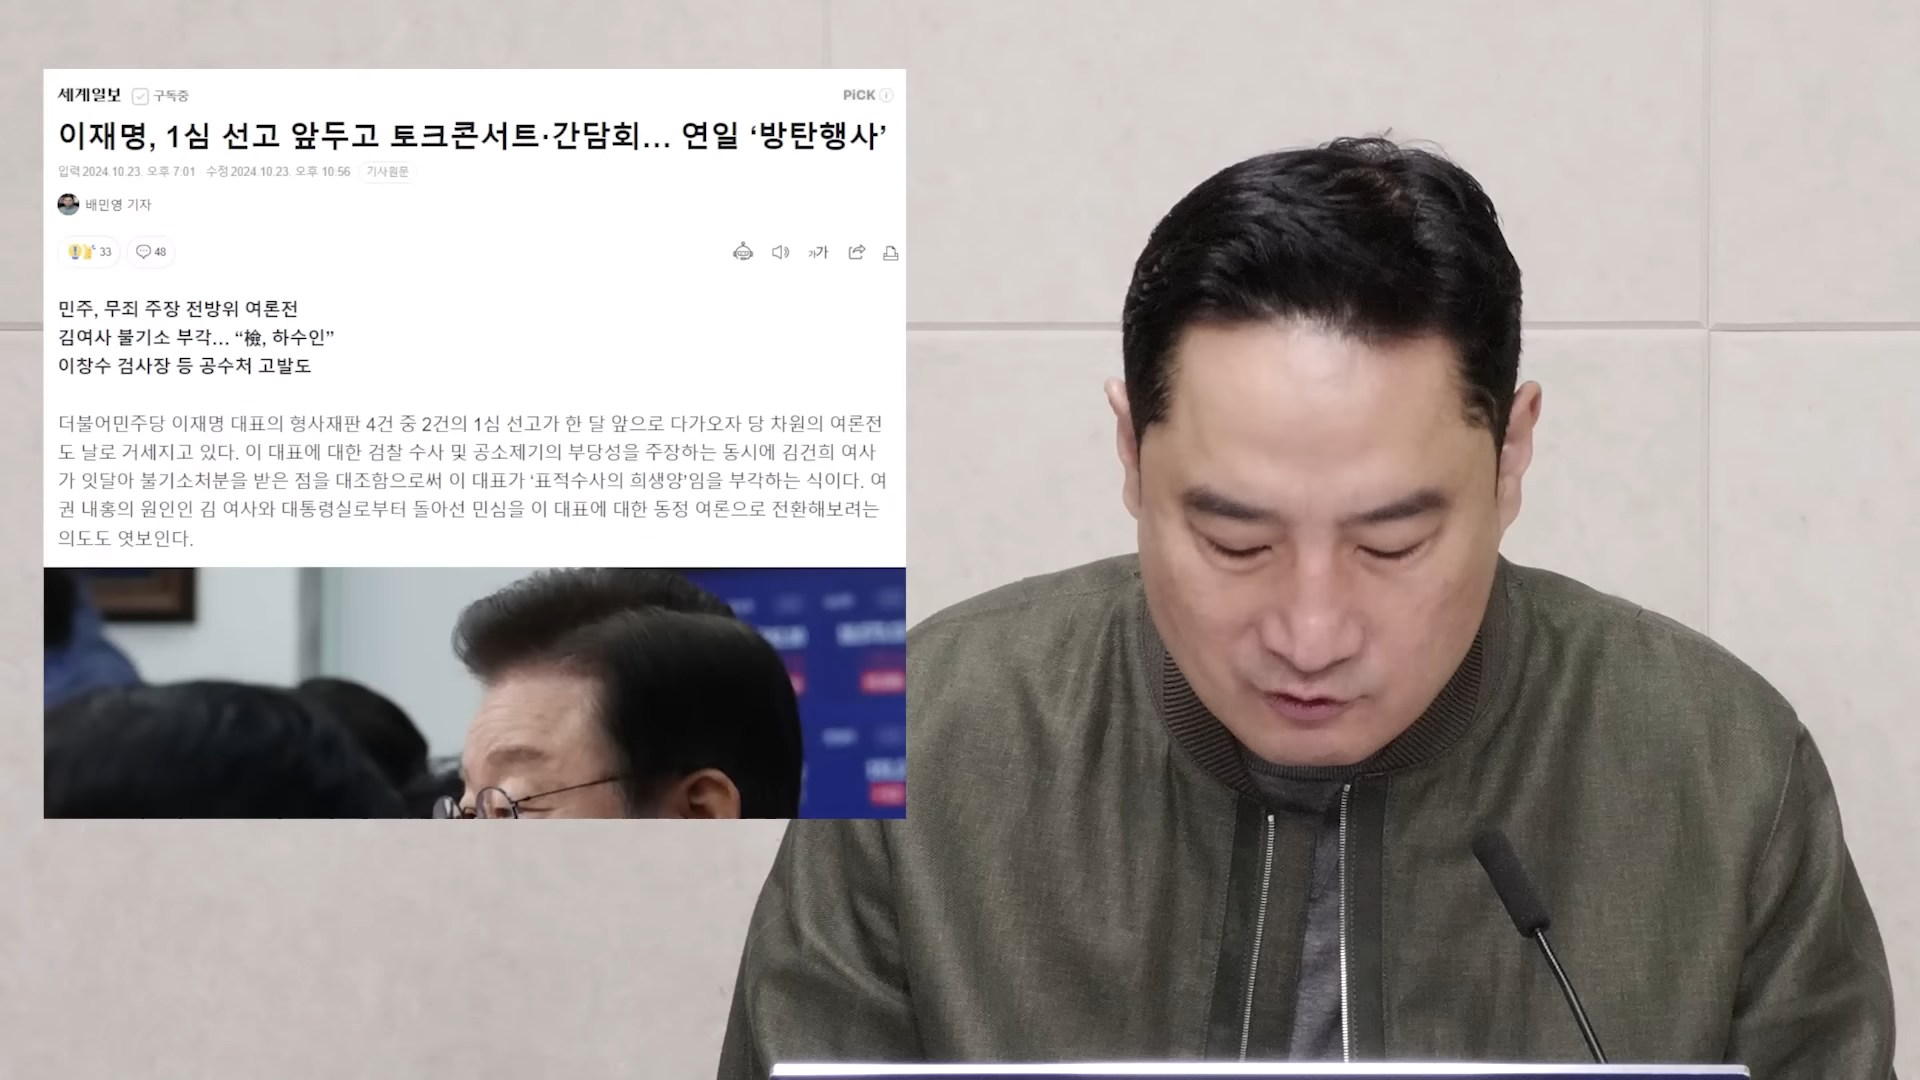 세계일보 구독중
PiCK
이재명, 1심 선고 앞두고 토크콘서트·간담회… 연일 ‘방탄행사’
입력 2024.10.23. 오후 7:01 · 수정 2024.10.23. 오후 10:56 기사원문
배민영 기자
33 48
가가
민주, 무죄 주장 전방위 여론전
김여사 불기소 부각… “檢, 하수인”
이창수 검사장 등 공수처 고발도
더불어민주당 이재명 대표의 형사재판 4건 중 2건의 1심 선고가 한 달 앞으로 다가오자 당 차원의 여론전
도 날로 거세지고 있다. 이 대표에 대한 검찰 수사 및 공소제기의 부당성을 주장하는 동시에 김건희 여사
가 잇달아 불기소처분을 받은 점을 대조함으로써 이 대표가 ‘표적수사의 희생양’임을 부각하는 식이다. 여
권 내홍의 원인인 김 여사와 대통령실로부터 돌아선 민심을 이 대표에 대한 동정 여론으로 전환해보려는
의도도 엿보인다.